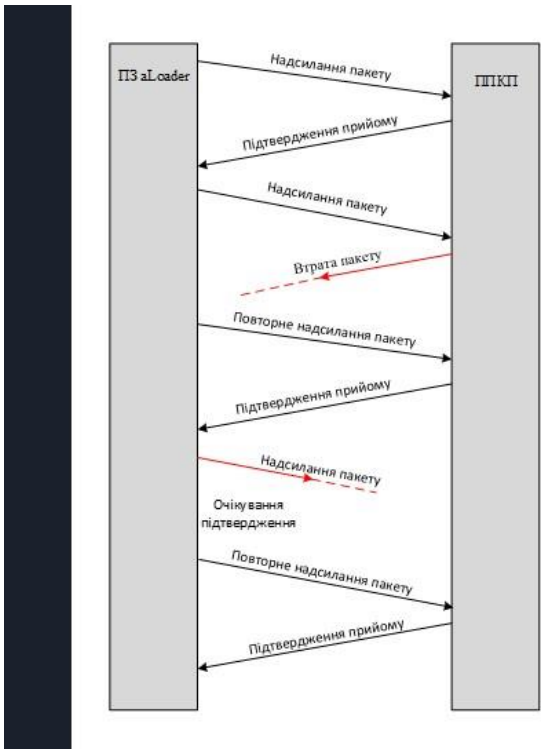 ПЗ aLoader
ППКП
Надсилання пакету
Підтвердження прийому
Надсилання пакету
Втрата пакету
Повторне надсилання пакету
Підтвердження прийому
Надсилання пакету
Очікування
підтвердження
Повторне надсилання пакету
Підтвердження прийому